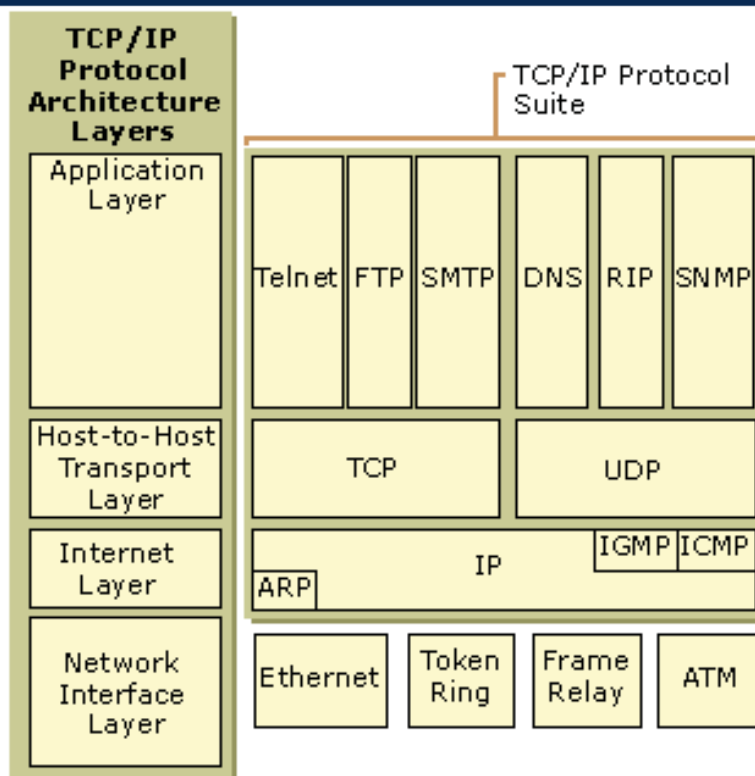 TCP/IP
Protocol
Architecture
Layers
TCP/IP Protocol
Suite
Application
Layer
Telnet
FTP
SMTP
DNS
RIP
SNMP
Host-to-Host
Transport
Layer
TCP
UDP
Internet
Layer
IP
IGMP
ICMP
ARP
Network
Interface
Layer
Ethernet
Token
Ring
Frame
Relay
ATM